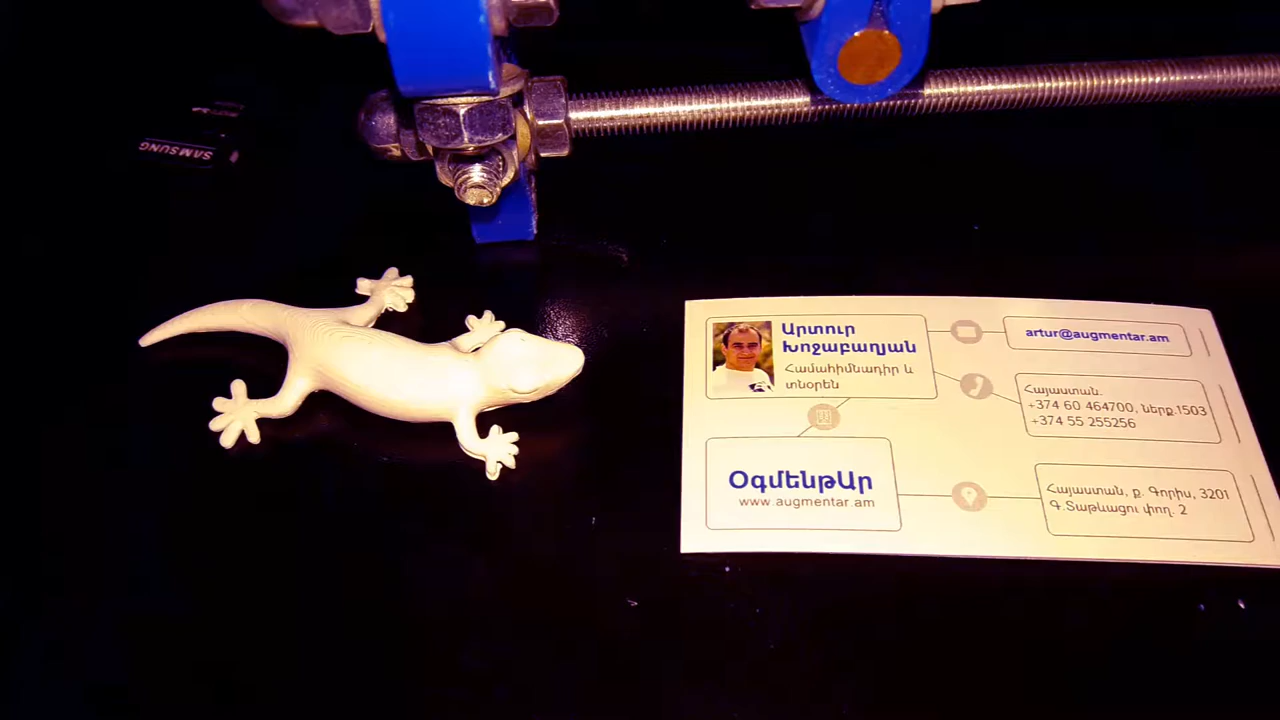 SAMSUNG
Արտուր
Խոջաբաղյան
Համահիմնադիր և
տնօրեն
artur@augmentar.am
Հայաստան.
+374 60 464700, ներք.1503
+374 55 255256
ՕգմենթԱր
www.augmentar.am
Հայաստան, ք. Գորիս, 3201
Գ.Տաթևացու փող. 2